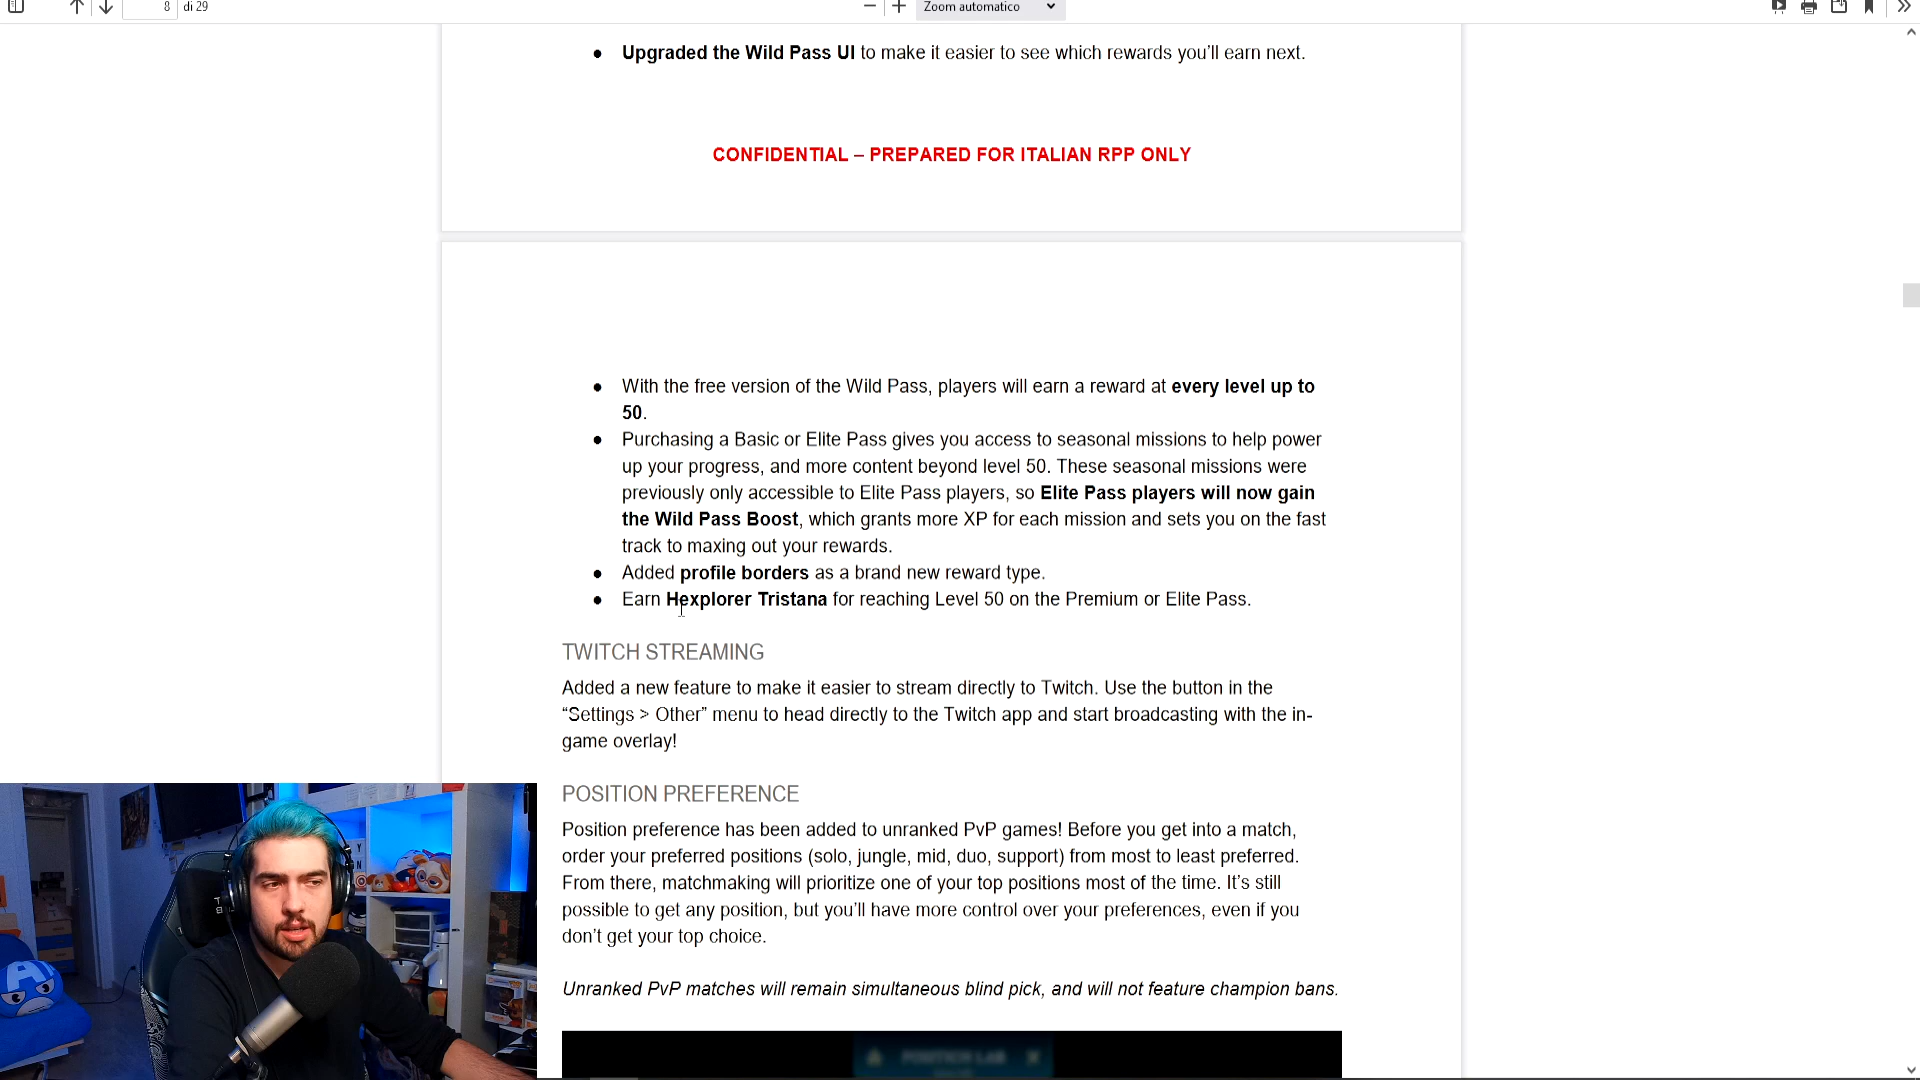 8 di 29
Zoom automatico
● Upgraded the Wild Pass UI to make it easier to see which rewards you’ll earn next.
CONFIDENTIAL – PREPARED FOR ITALIAN RPP ONLY
● With the free version of the Wild Pass, players will earn a reward at every level up to
50.
● Purchasing a Basic or Elite Pass gives you access to seasonal missions to help power
up your progress, and more content beyond level 50. These seasonal missions were
previously only accessible to Elite Pass players, so Elite Pass players will now gain
the Wild Pass Boost, which grants more XP for each mission and sets you on the fast
track to maxing out your rewards.
● Added profile borders as a brand new reward type.
● Earn Hexplorer Tristana for reaching Level 50 on the Premium or Elite Pass.
TWITCH STREAMING
Added a new feature to make it easier to stream directly to Twitch. Use the button in the
“Settings > Other” menu to head directly to the Twitch app and start broadcasting with the in-
game overlay!
POSITION PREFERENCE
Position preference has been added to unranked PvP games! Before you get into a match,
order your preferred positions (solo, jungle, mid, duo, support) from most to least preferred.
From there, matchmaking will prioritize one of your top positions most of the time. It’s still
possible to get any position, but you’ll have more control over your preferences, even if you
don’t get your top choice.
Unranked PvP matches will remain simultaneous blind pick, and will not feature champion bans.